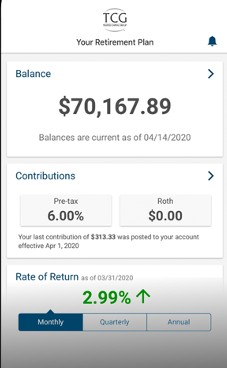 TCG
Your Retirement Plan
Balance
$70,167.89
Balances are current as of 04/14/2020
Contributions
Pre-tax
6.00%
Roth
$0.00
Your last contribution of $313.33 was posted to your account
effective Apr 1, 2020
Rate of Return as of 03/31/2020
2.99%
Monthly
Quarterly
Annual